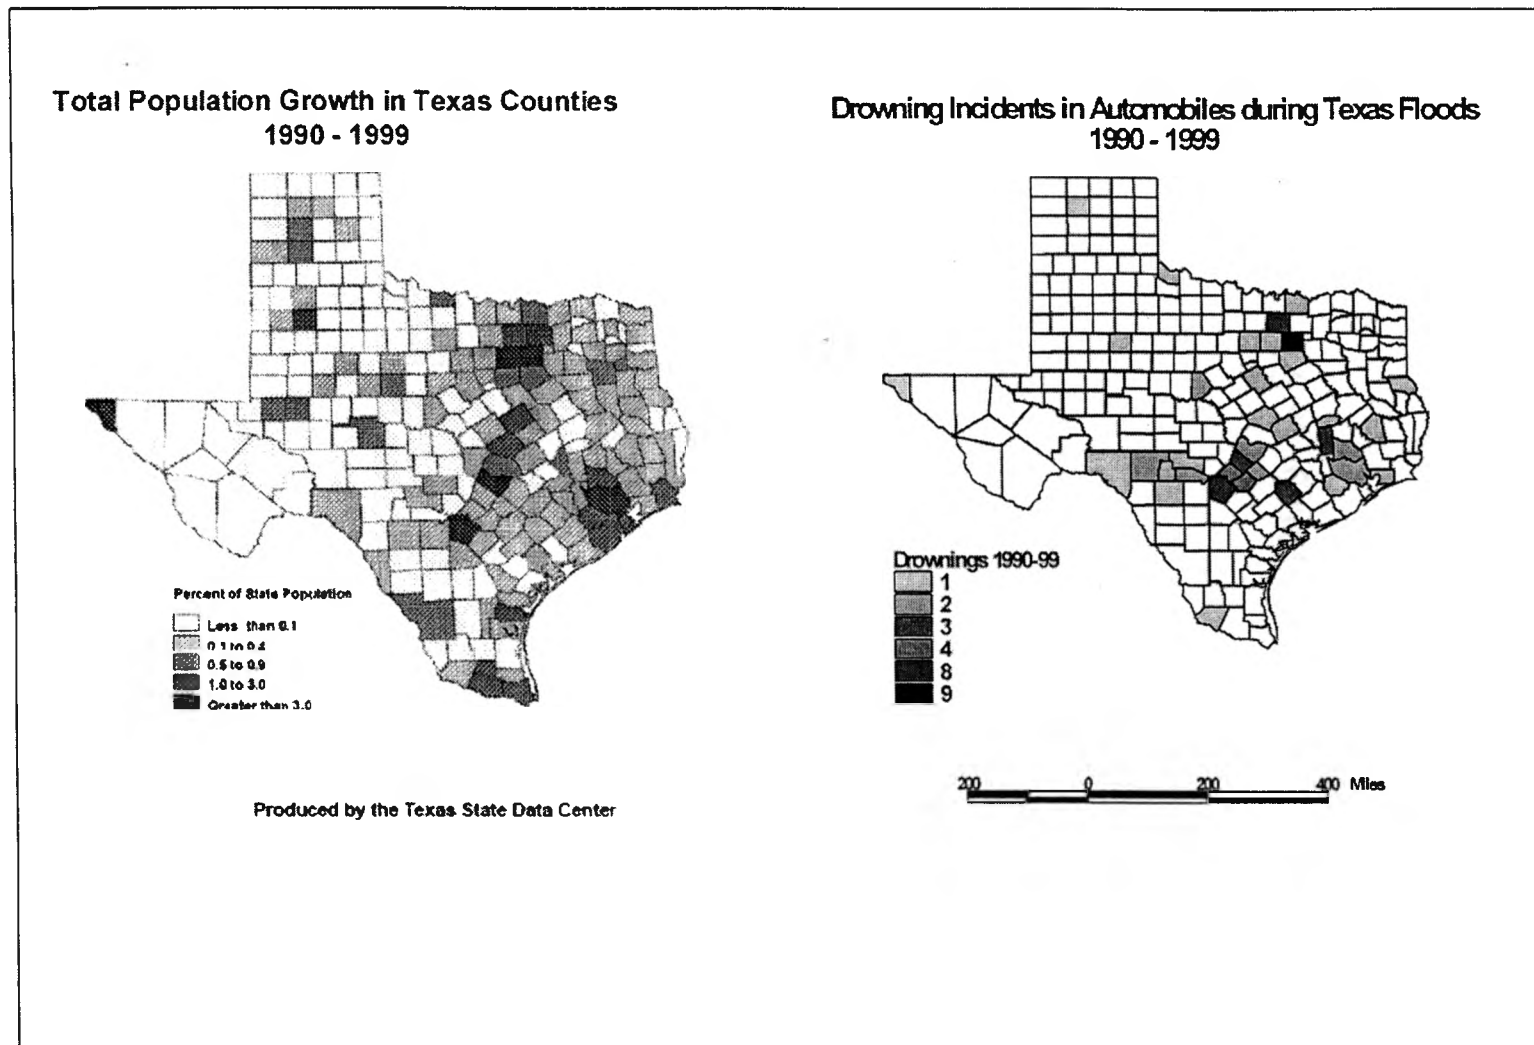 Total Population Growth in Texas Counties
1990 - 1999
Percent of State Population
Less than 0.1
0.1 to 0.4
0.5 to 0.9
1.0 to 3.0
Greater than 3.0
Produced by the Texas State Data Center
Drowning Incidents in Automobiles during Texas Floods
1990 - 1999
Drownings 1990-99
1
2
3
4
8
9
200 0 200 400 Miles